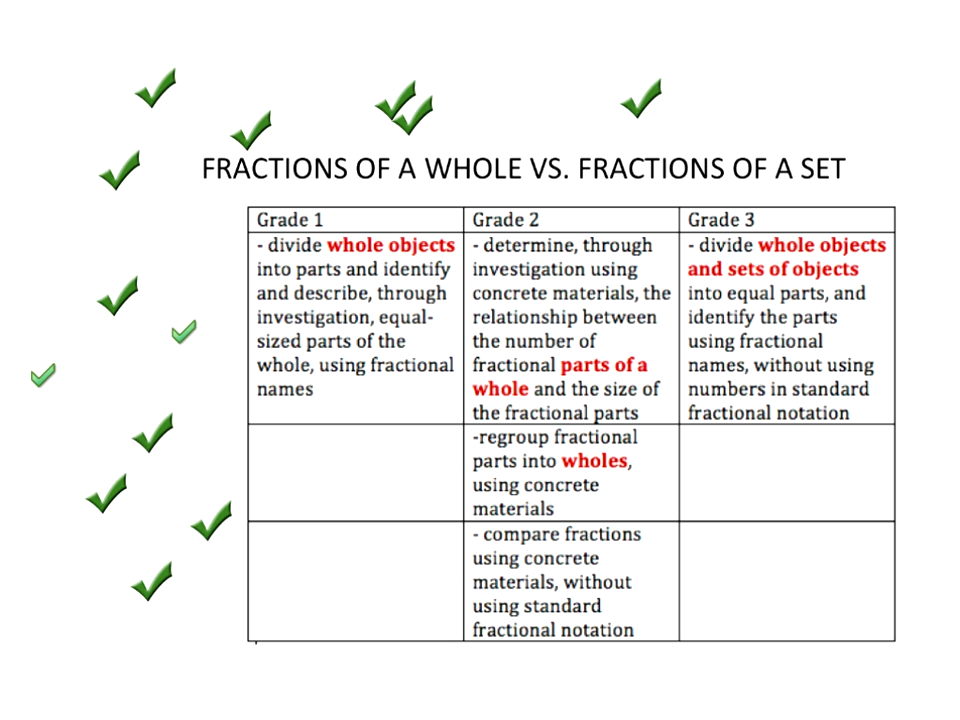 FRACTIONS OF A WHOLE VS. FRACTIONS OF A SET
Grade 1
- divide whole objects
into parts and identify
and describe, through
investigation, equal-
sized parts of the
whole, using fractional
names
Grade 2
- determine, through
investigation using
concrete materials, the
relationship between
the number of
fractional parts of a
whole and the size of
the fractional parts
-regroup fractional
parts into wholes,
using concrete
materials
- compare fractions
using concrete
materials, without
using standard
fractional notation
Grade 3
- divide whole objects
and sets of objects
into equal parts, and
identify the parts
using fractional
names, without using
numbers in standard
fractional notation